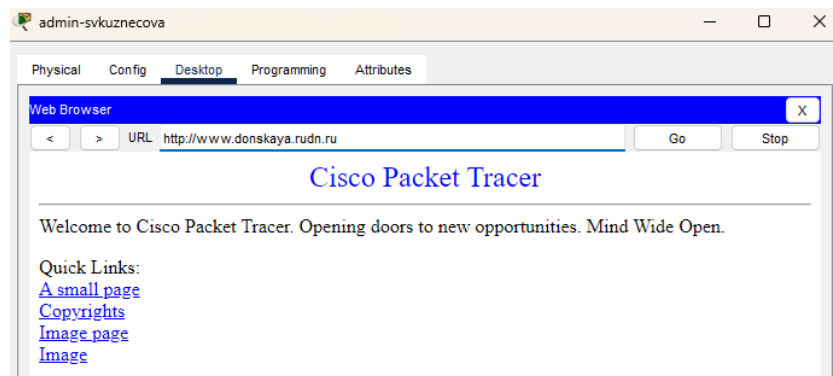 admin-svkuznecova
Physical Config Desktop Programming Attributes
Web Browser X
< > URL http://www.donskaya.rudn.ru Go Stop
Cisco Packet Tracer
Welcome to Cisco Packet Tracer. Opening doors to new opportunities. Mind Wide Open.
Quick Links:
A small page
Copyrights
Image page
Image